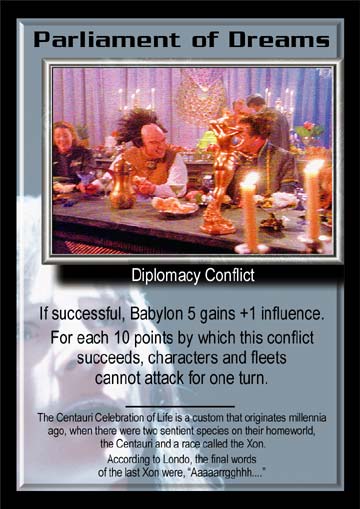 Parliament of Dreams
Diplomacy Conflict
If successful, Babylon 5 gains +1 influence.
For each 10 points by which this conflict
succeeds, characters and fleets
cannot attack for one turn.
The Centauri Celebration of Life is a custom that originates millennia
ago, when there were two sentient species on their homeworld,
the Centauri and a race called the Xon.
According to Londo, the final words
of the last Xon were, “Aaaaarrgghhh....”